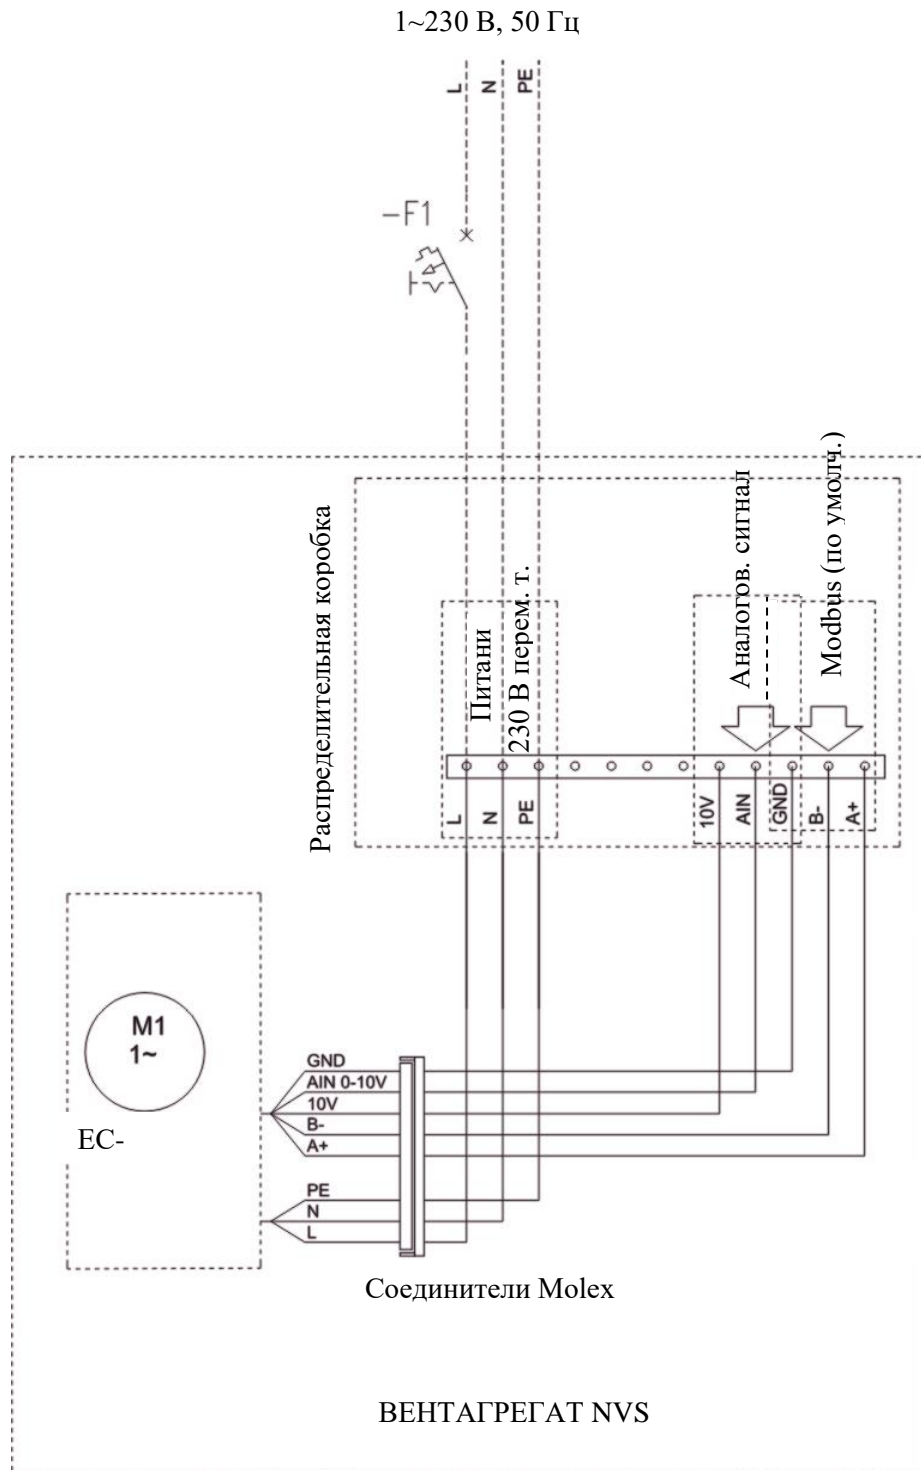 1~230 В, 50 Гц
L
N
PE
–F1
Распределительная коробка
Питани
230 В перем. т.
Аналогов. сигнал
Modbus (по умолч.)
L
N
PE
10V
AIN
GND
B-
A+
M1
1~
EC-
GND
AIN 0-10V
10V
B-
A+
PE
N
L
Соединители Molex
ВЕНТАГРЕГАТ NVS